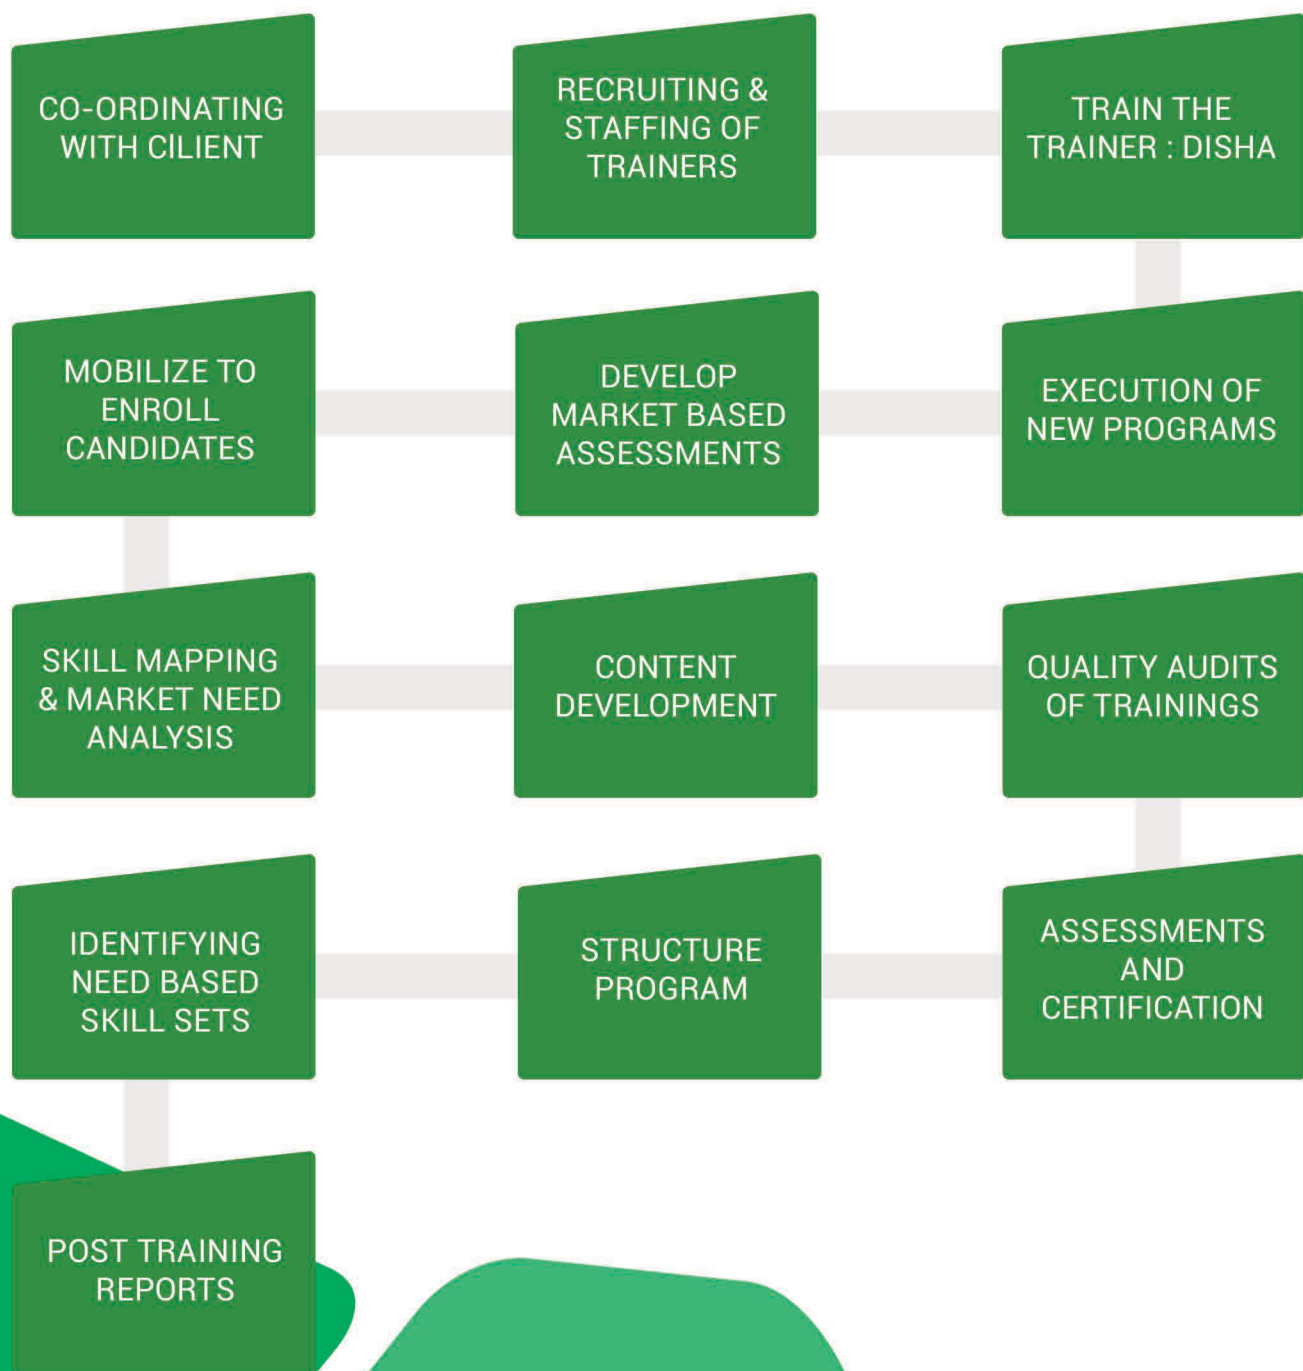 CO-ORDINATING
WITH CIlIENT
RECRUITING &
STAFFING OF
TRAINERS
TRAIN THE
TRAINER : DISHA
MOBILIZE TO
ENROLL
CANDIDATES
DEVELOP
MARKET BASED
ASSESSMENTS
EXECUTION OF
NEW PROGRAMS
SKILL MAPPING
& MARKET NEED
ANALYSIS
CONTENT
DEVELOPMENT
QUALITY AUDITS
OF TRAININGS
IDENTIFYING
NEED BASED
SKILL SETS
STRUCTURE
PROGRAM
ASSESSMENTS
AND
CERTIFICATION
POST TRAINING
REPORTS